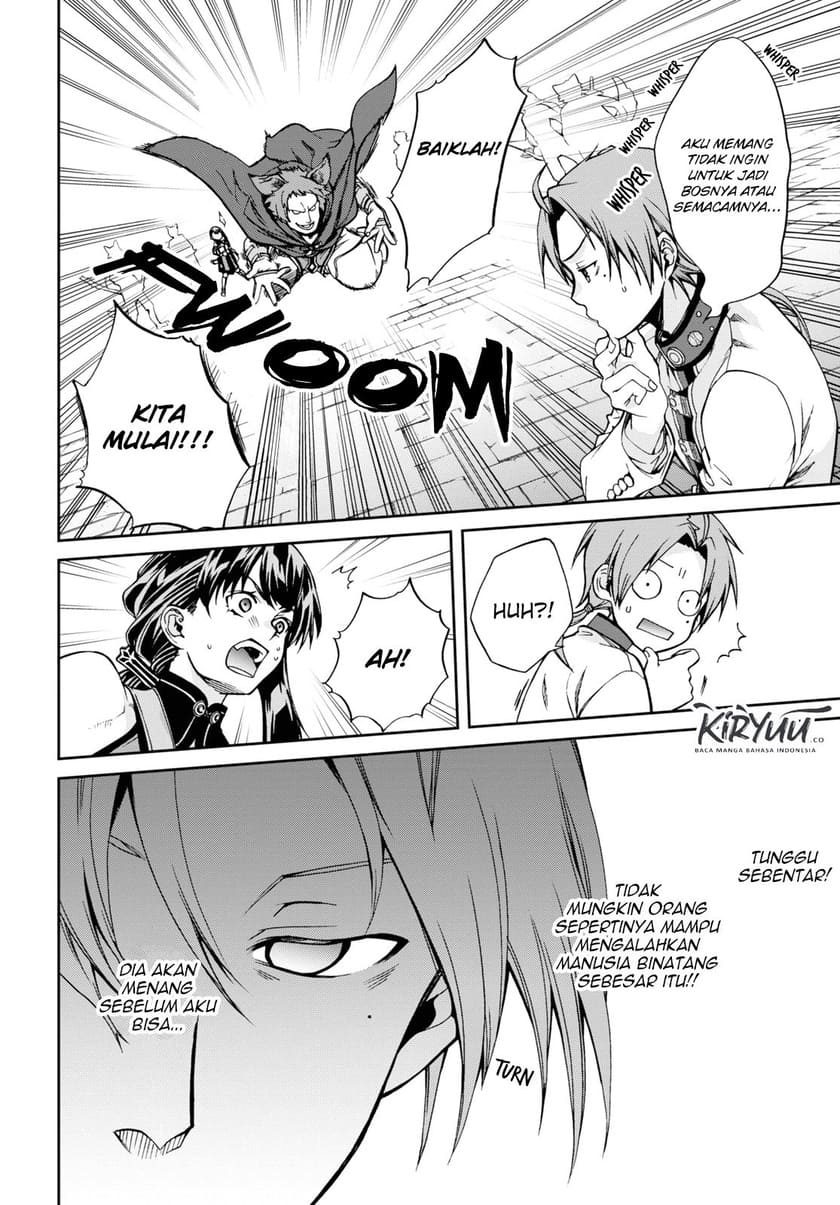 WHISPER
WHISPER
WHISPER
WHISPER
WHISPER
AKU MEMANG
TIDAK INGIN
UNTUK JADI
BOSNYA ATAU
SEMACAMNYA...
BAIKLAH!
FWOOM
KITA
MULAI!!!
HUH?!
AH!
KIRYUU.CO
BACA MANGA BAHASA INDONESIA
TUNGGU
SEBENTAR!
TIDAK
MUNGKIN ORANG
SEPERTINYA MAMPU
MENGALAHKAN
MANUSIA BINATANG
SEBESAR ITU!!
DIA AKAN
MENANG
SEBELUM AKU
BISA...
TURN